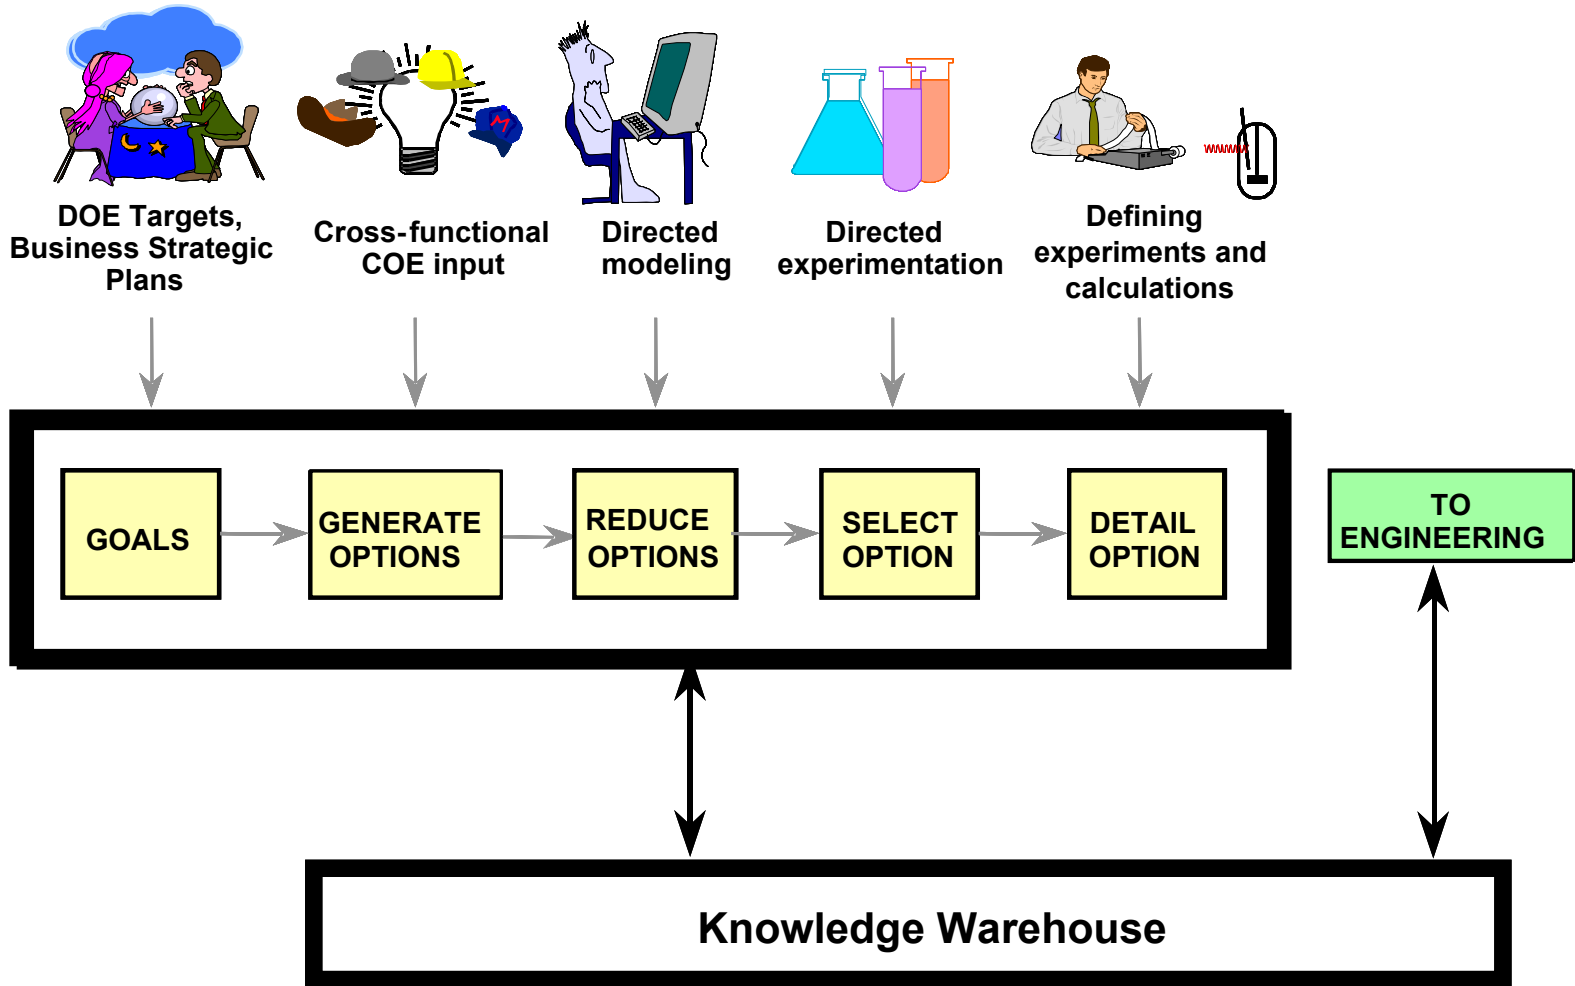 DOE Targets,
Business Strategic
Plans
Cross-functional
COE input
Directed
modeling
Directed
experimentation
Defining
experiments and
calculations
GOALS
GENERATE
OPTIONS
REDUCE
OPTIONS
SELECT
OPTION
DETAIL
OPTION
TO
ENGINEERING
Knowledge Warehouse